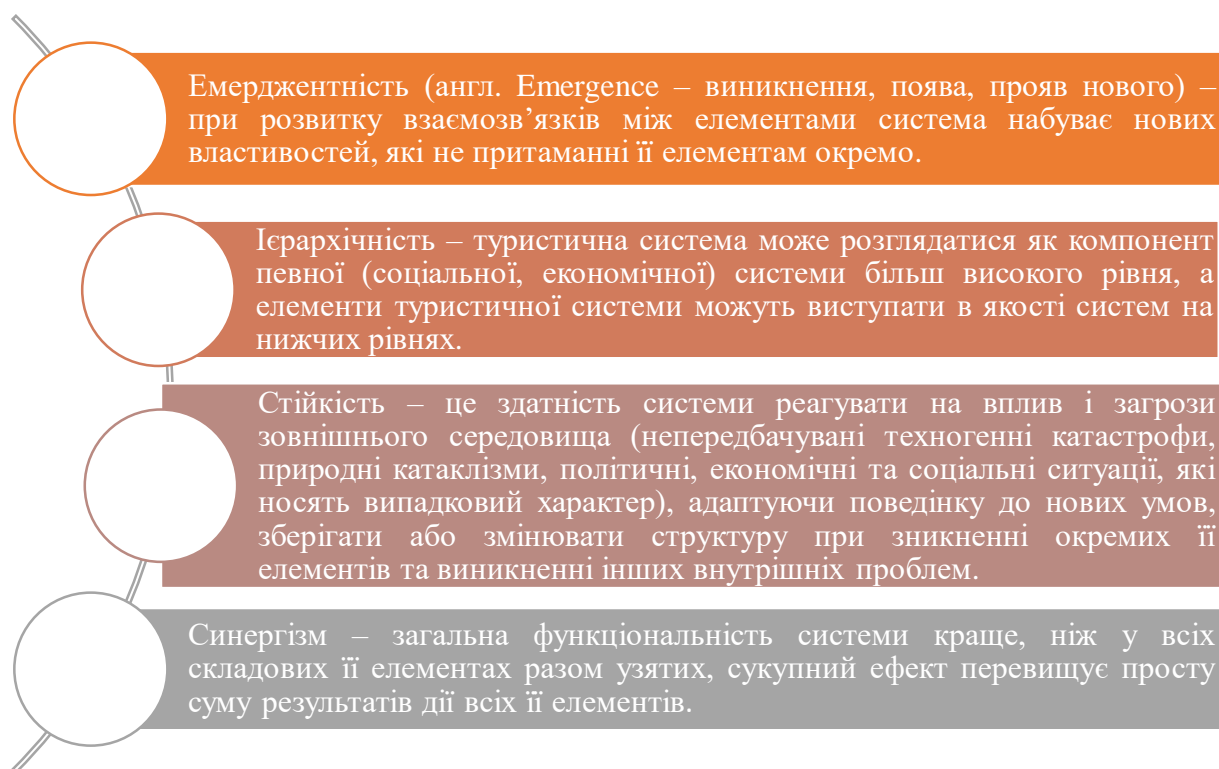 Емерджентність (англ. Emergence – виникнення, поява, прояв нового) –
при розвитку взаємозв’язків між елементами система набуває нових
властивостей, які не притаманні її елементам окремо.
Ієрархічність – туристична система може розглядатися як компонент
певної (соціальної, економічної) системи більш високого рівня, а
елементи туристичної системи можуть виступати в якості систем на
нижчих рівнях.
Стійкість – це здатність системи реагувати на вплив і загрози
зовнішнього середовища (непередбачувані техногенні катастрофи,
природні катаклізми, політичні, економічні та соціальні ситуації, які
носять випадковий характер), адаптуючи поведінку до нових умов,
зберігати або змінювати структуру при зникненні окремих її
елементів та виникненні інших внутрішніх проблем.
Синергізм – загальна функціональність системи краще, ніж у всіх
складових її елементах разом узятих, сукупний ефект перевищує просту
суму результатів дії всіх її елементів.